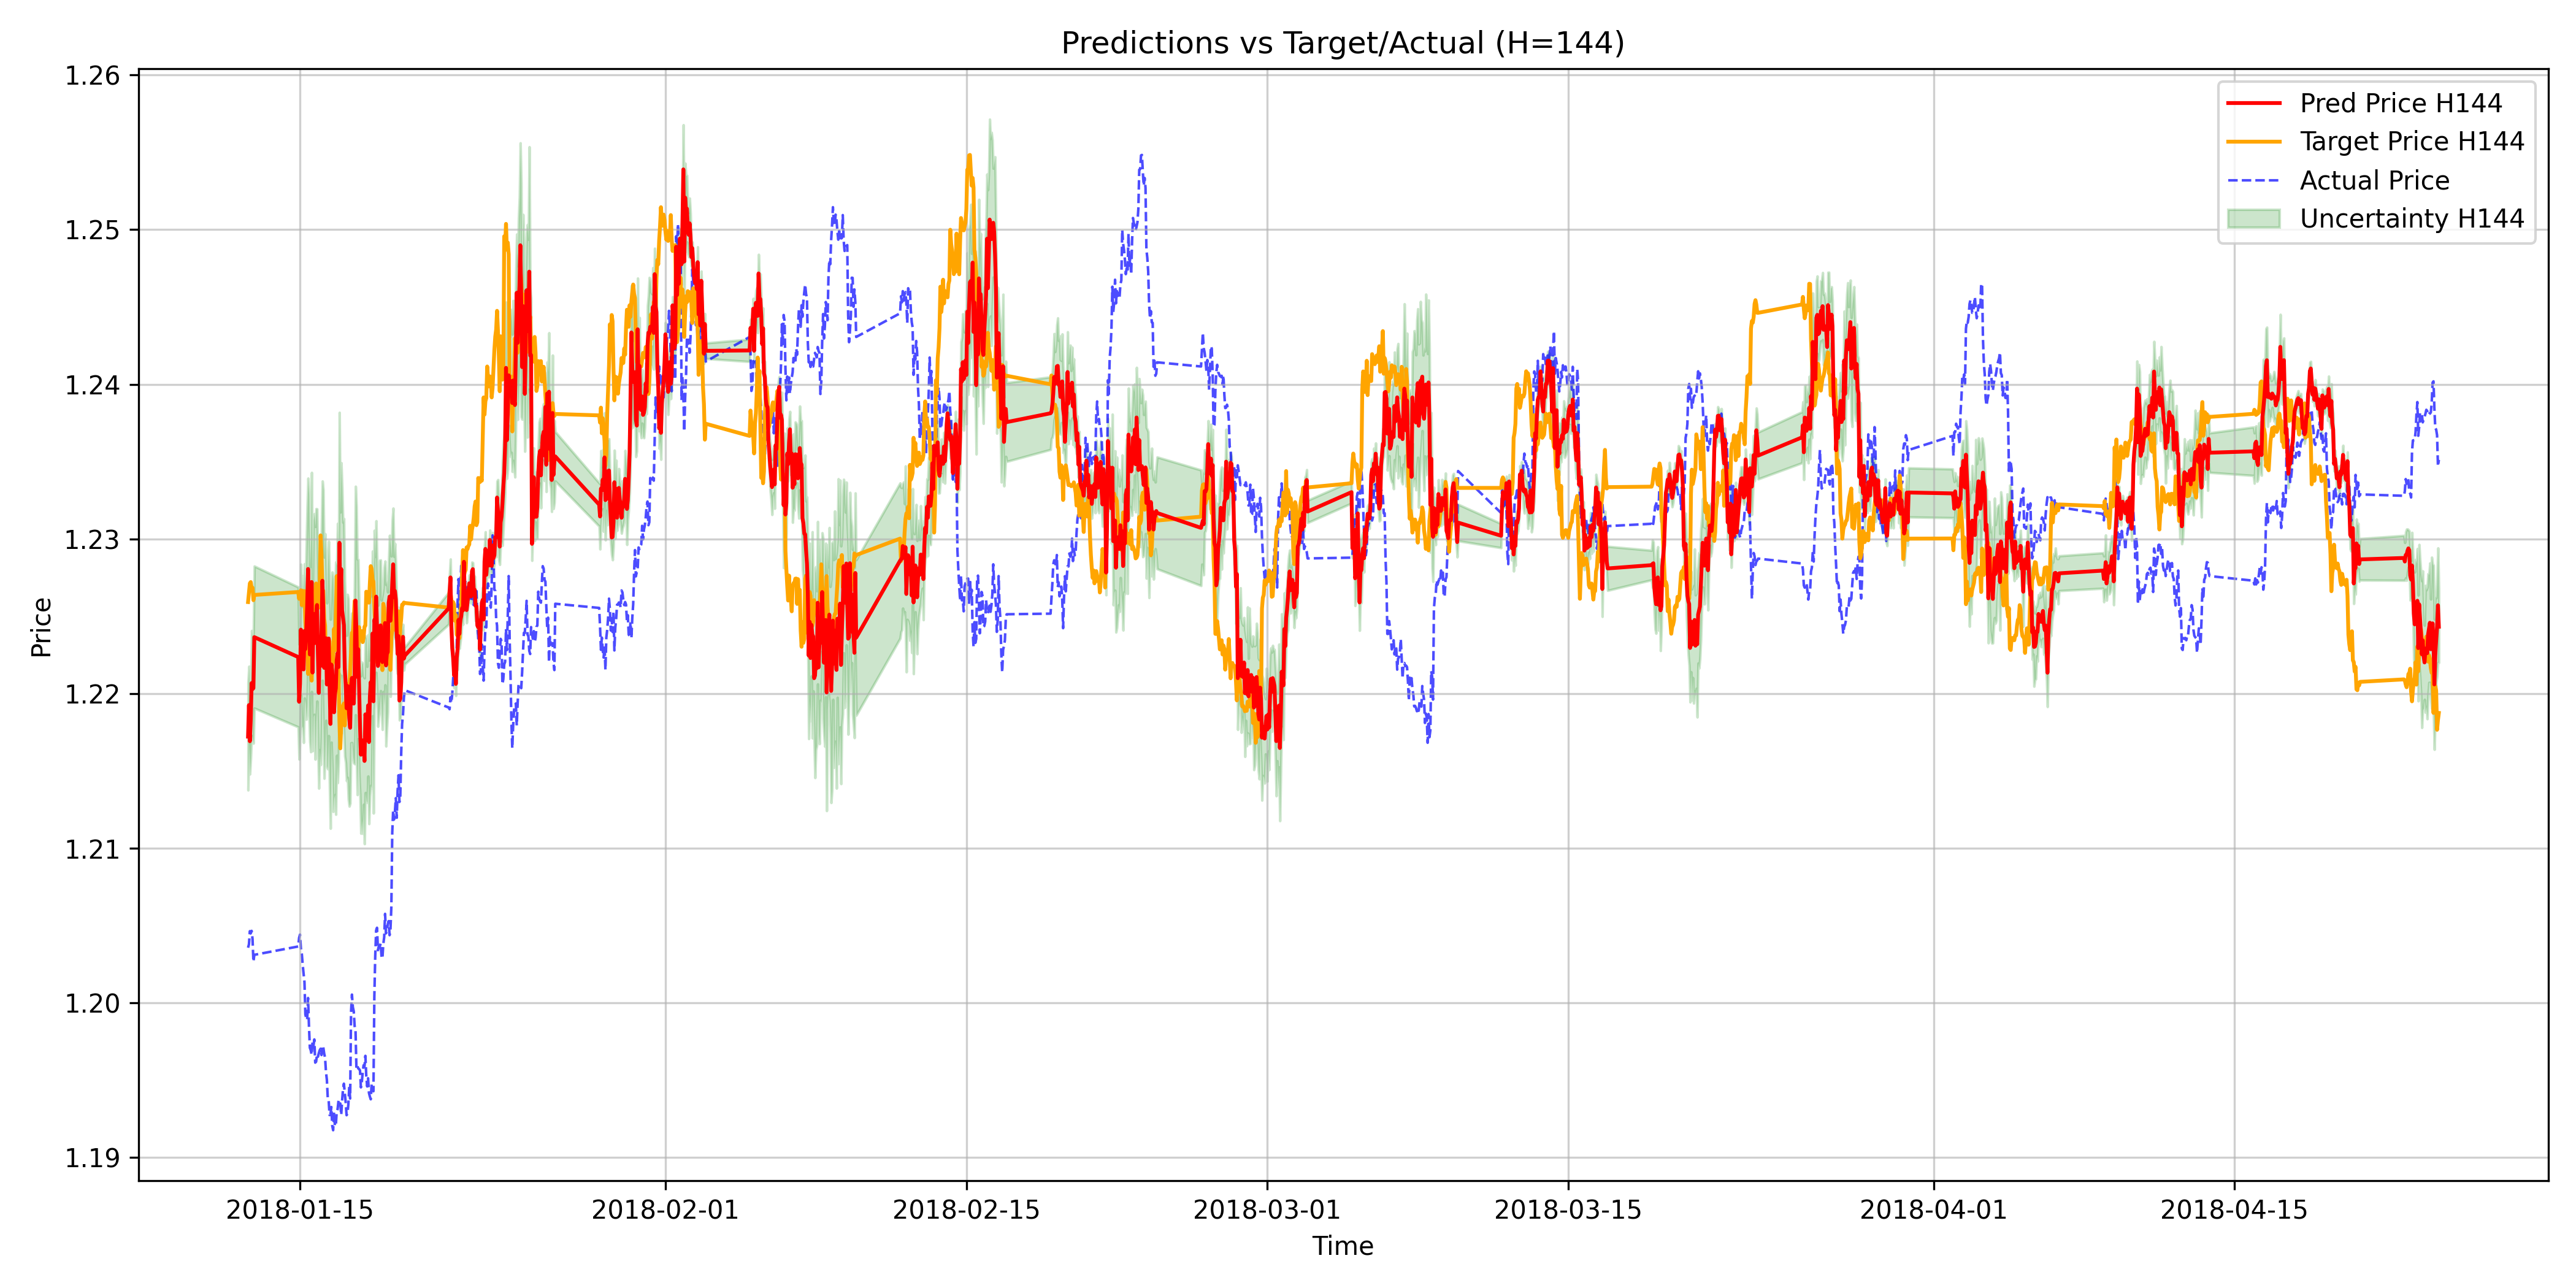 Predictions vs Target/Actual (H=144)
1.26
1.25
1.24
1.23
1.22
1.21
1.20
1.19
Price
Pred Price H144
Target Price H144
Actual Price
Uncertainty H144
2018-01-15
2018-02-01
2018-02-15
2018-03-01
2018-03-15
2018-04-01
2018-04-15
Time